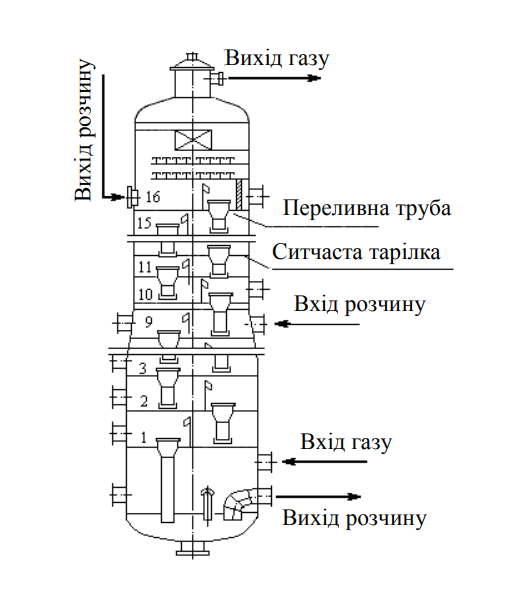 Вихід газу
Вихід розчину
16
Переливна труба
15
Ситчаста тарілка
11
10
Вхід розчину
9
3
2
1
Вхід газу
Вихід розчину